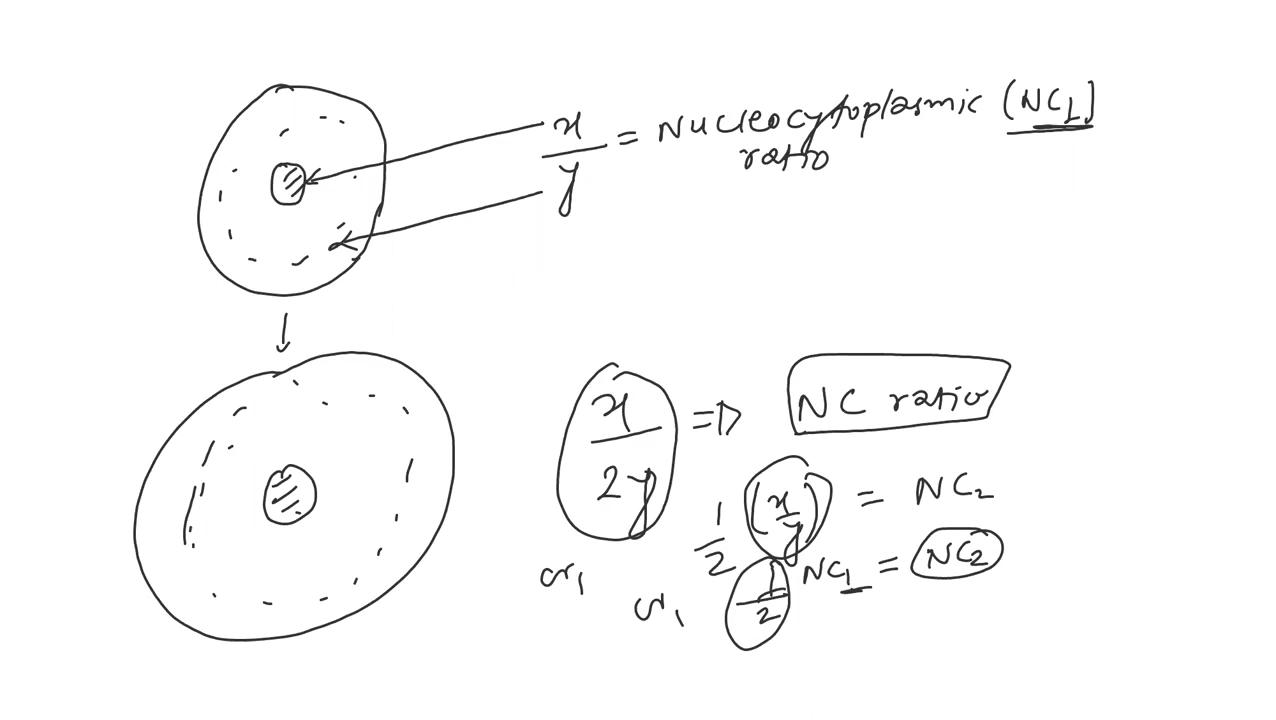 x/y = Nucleocytoplasmic (NC1)
ratio
x/2y => NC ratio
1/2 (x/y) = NC2
or,
or, 1/2 NC1 = NC2